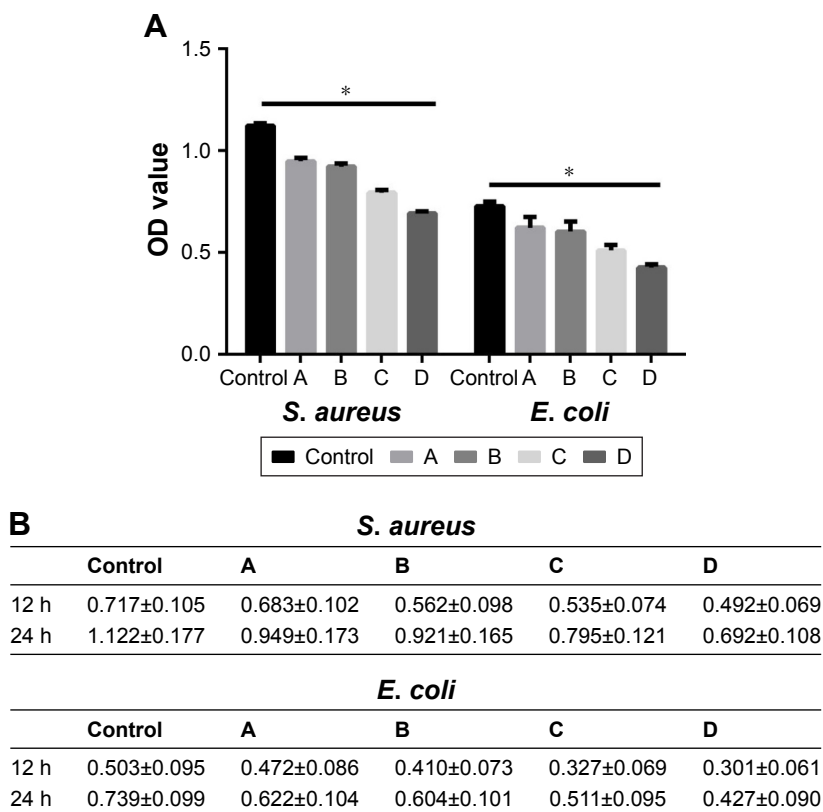 A
1.5
1.0
0.5
0.0
OD value
*
*
Control A B C D Control A B C D
S. aureus E. coli
Control A B C D
B
S. aureus
Control A B C D
12 h 0.717±0.105 0.683±0.102 0.562±0.098 0.535±0.074 0.492±0.069
24 h 1.122±0.177 0.949±0.173 0.921±0.165 0.795±0.121 0.692±0.108
E. coli
Control A B C D
12 h 0.503±0.095 0.472±0.086 0.410±0.073 0.327±0.069 0.301±0.061
24 h 0.739±0.099 0.622±0.104 0.604±0.101 0.511±0.095 0.427±0.090